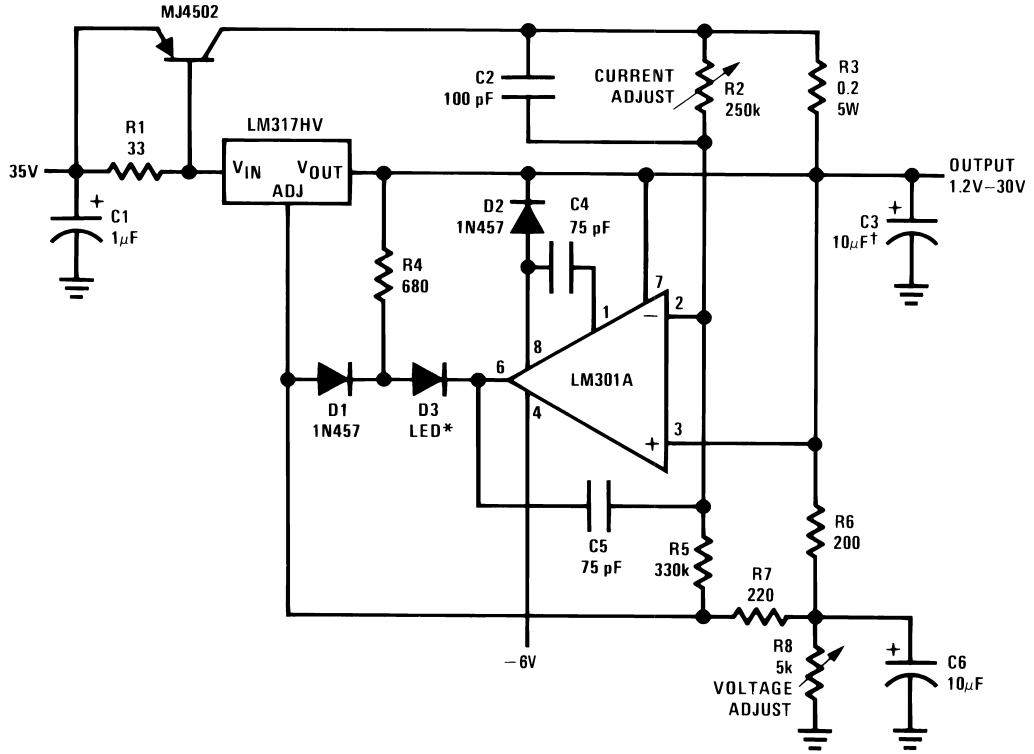 MJ4502
C2
100 pF
CURRENT
ADJUST
R2
250k
R3
0.2
5W
R1
33
LM317HV
35V
VIN
VOUT
ADJ
OUTPUT
1.2V–30V
+
C1
1µF
D2
1N457
C4
75 pF
+
C3
10µF†
R4
680
7
2
1
−
8
6
LM301A
D1
1N457
D3
LED*
4
3
+
C5
75 pF
R5
330k
R6
200
R7
220
−6V
R8
5k
VOLTAGE
ADJUST
+
C6
10µF